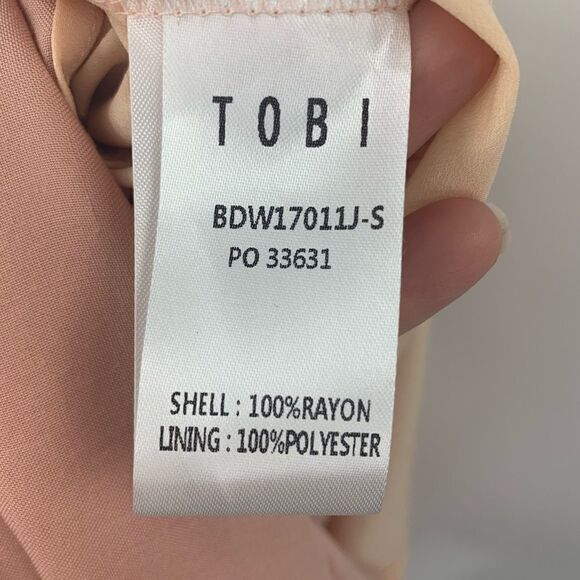 TOBI
BDW17011J-S
PO 33631
SHELL : 100%RAYON
LINING : 100%POLYESTER